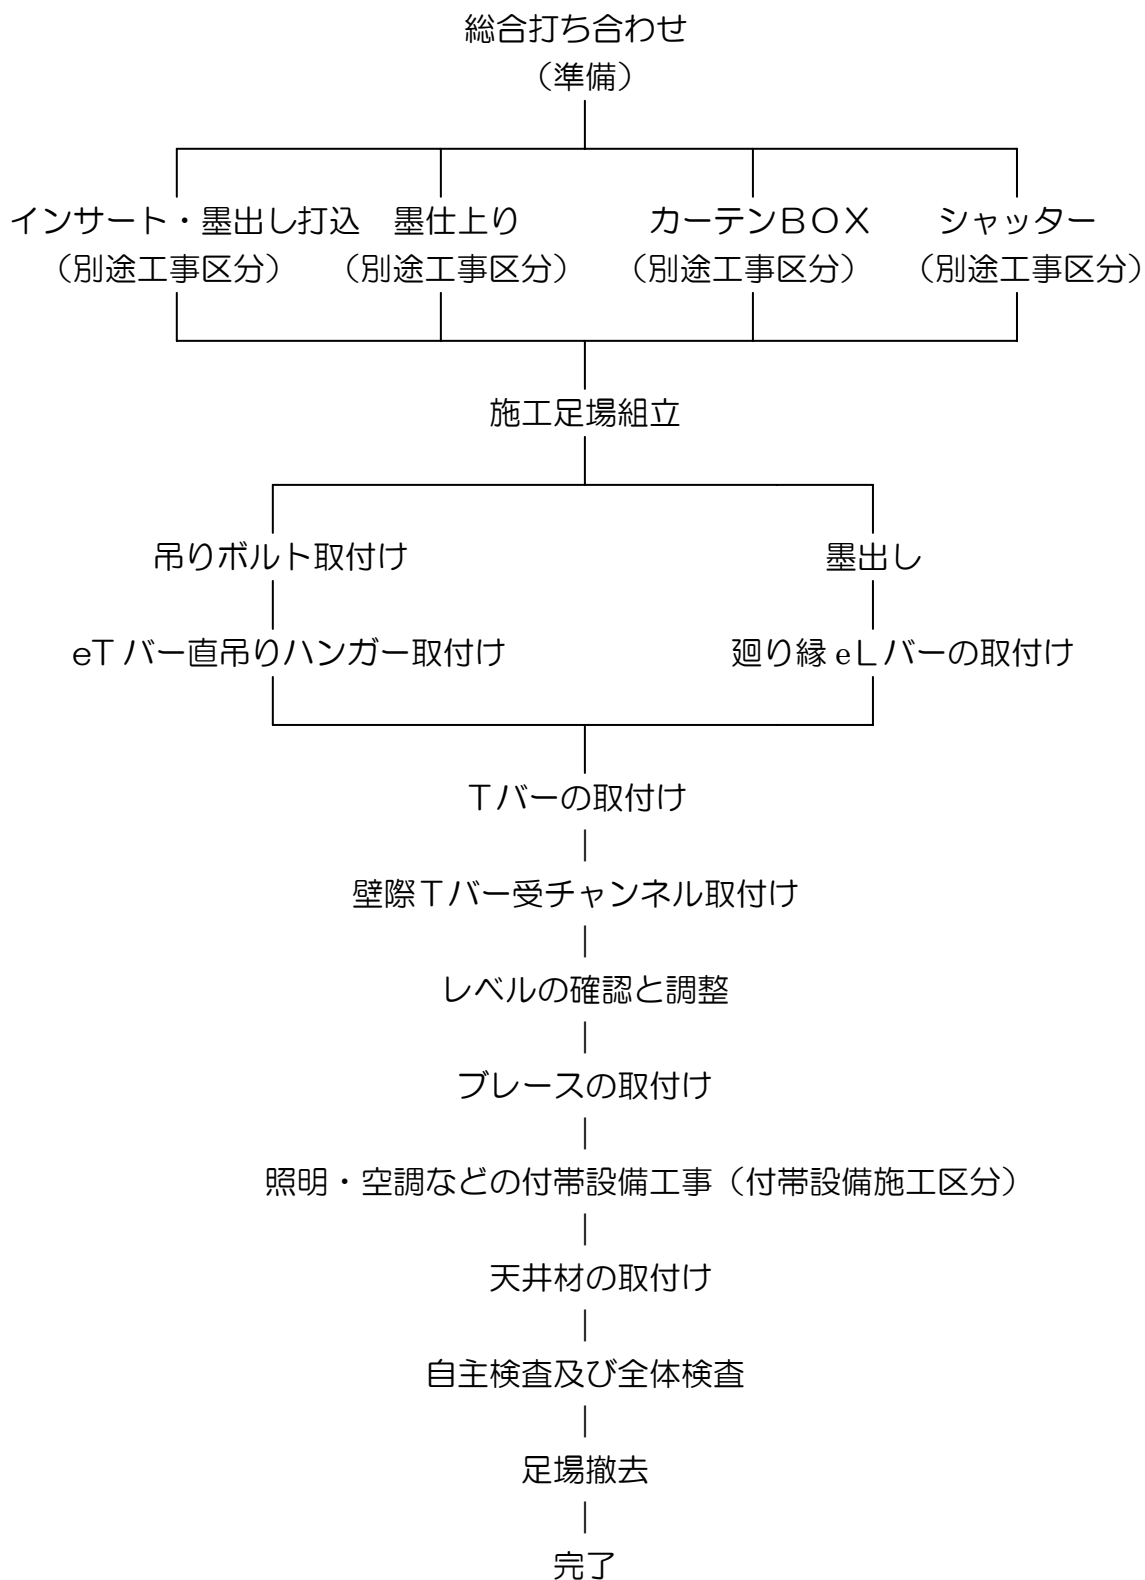 総合打ち合わせ
（準備）
インサート・墨出し打込　墨仕上り　カーテンＢＯＸ　シャッター
（別途工事区分）　（別途工事区分）　（別途工事区分）　（別途工事区分）
施工足場組立
吊りボルト取付け　墨出し
eTバー直吊りハンガー取付け　廻り縁eＬバーの取付け
Ｔバーの取付け
壁際Ｔバー受チャンネル取付け
レベルの確認と調整
ブレースの取付け
照明・空調などの付帯設備工事（付帯設備施工区分）
天井材の取付け
自主検査及び全体検査
足場撤去
完了